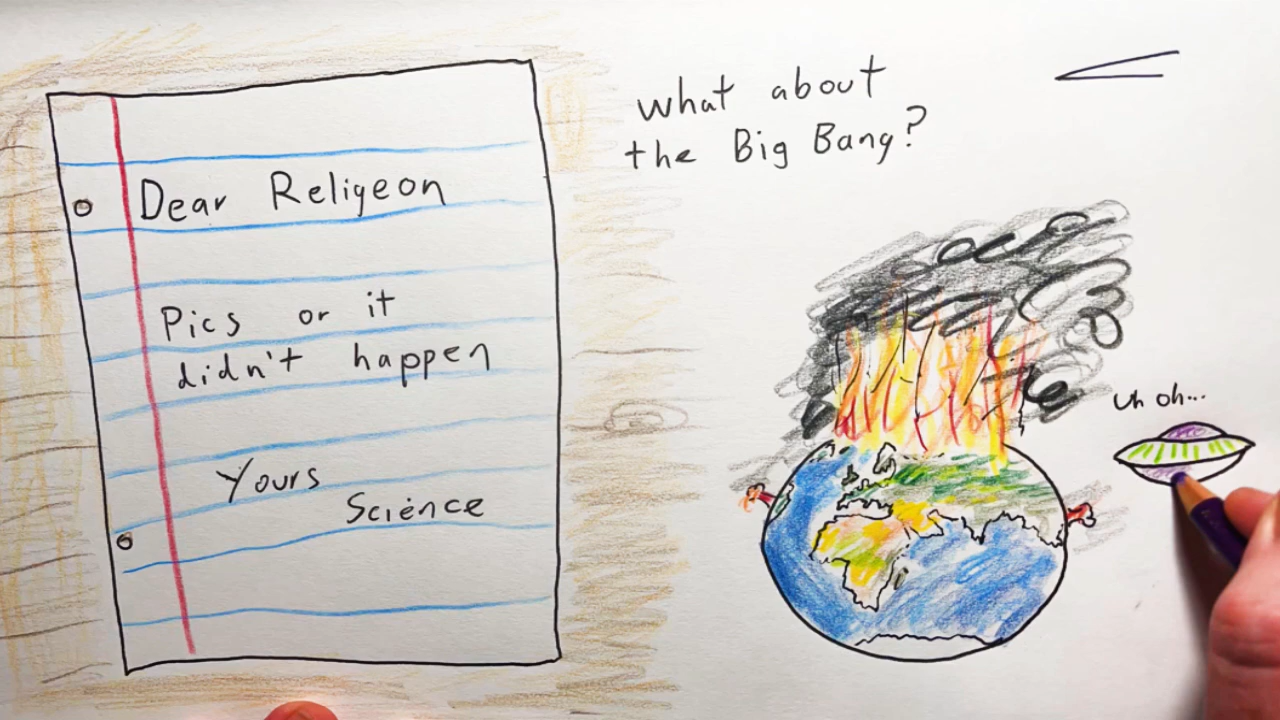 Dear Religeon
Pics or it
didn't happen
Yours
Science
what about
the Big Bang?
uh oh...